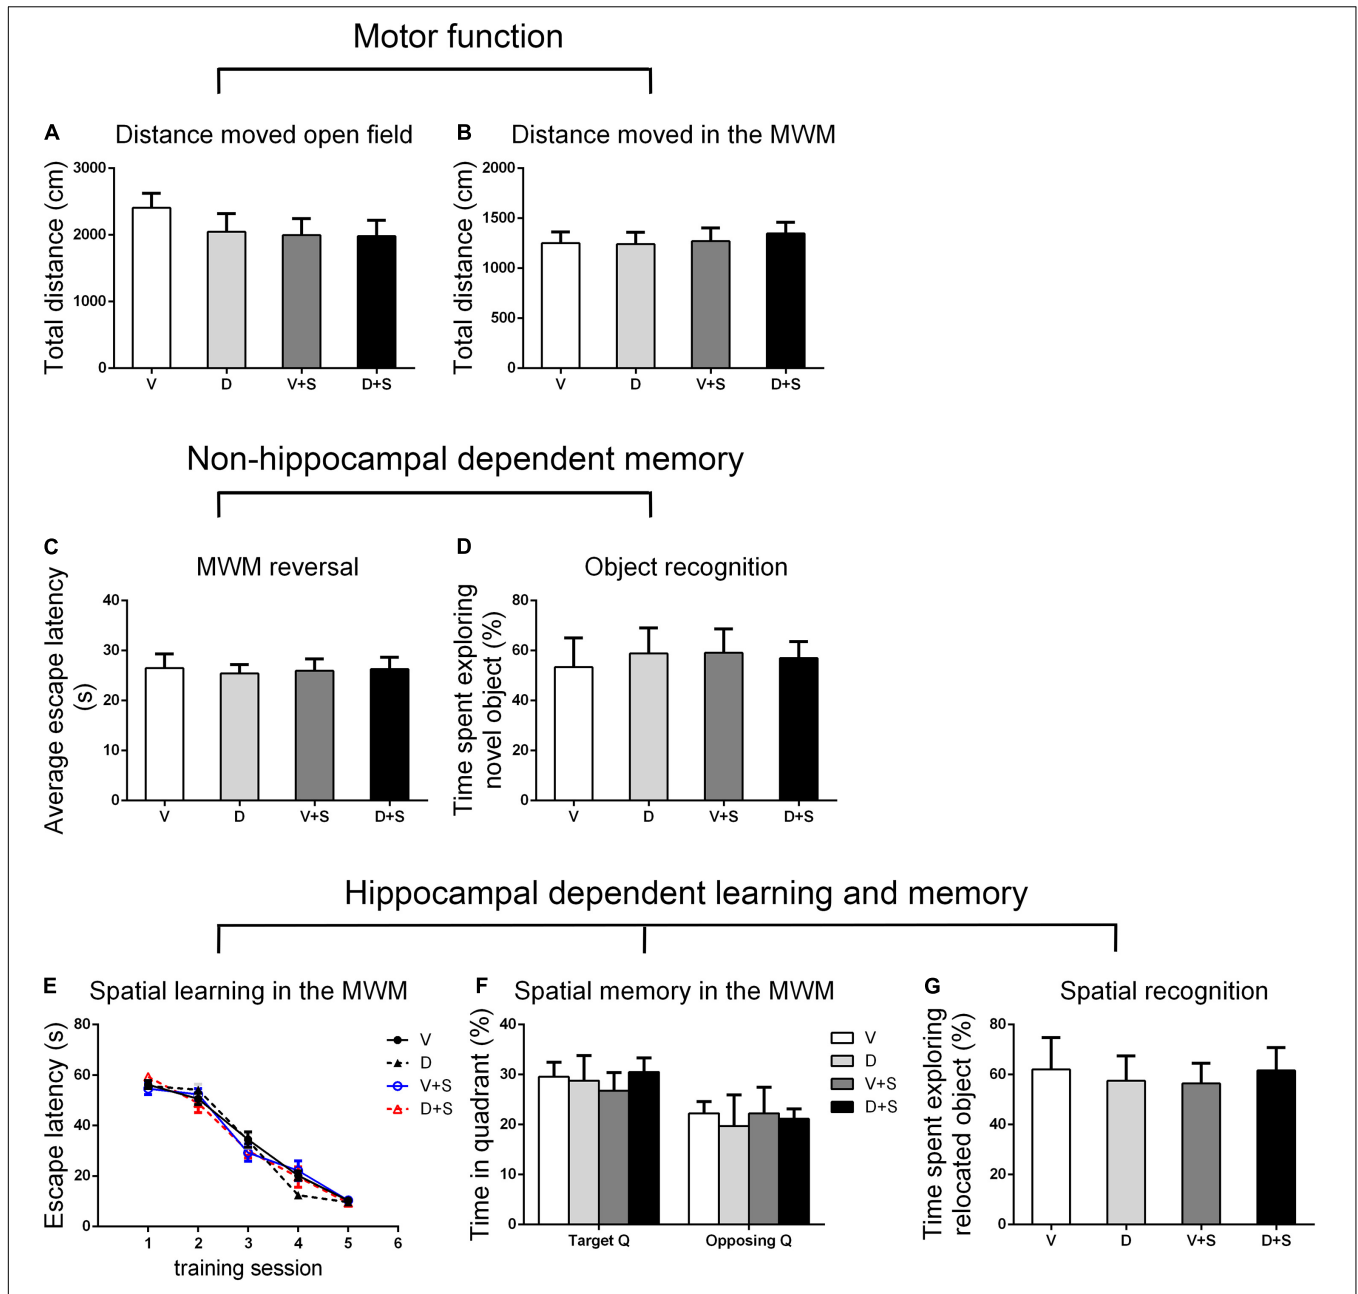 Motor function
A Distance moved open field
Total distance (cm)
3000
2000
1000
0
V D V+S D+S
B Distance moved in the MWM
Total distance (cm)
2000
1500
1000
500
0
V D V+S D+S
Non-hippocampal dependent memory
C
MWM reversal
Average escape latency
(s)
40
30
20
10
0
V D V+S D+S
D
Object recognition
Time spent exploring
novel object (%)
80
60
40
20
0
V D V+S D+S
Hippocampal dependent learning and memory
E Spatial learning in the MWM
Escape latency (s)
80
60
40
20
0
1 2 3 4 5 6
training session
V
D
V+S
D+S
F Spatial memory in the MWM
Time in quadrant (%)
40
30
20
10
0
Target Q Opposing Q
V
D
V+S
D+S
G Spatial recognition
Time spent exploring
relocated object (%)
80
60
40
20
0
V D V+S D+S